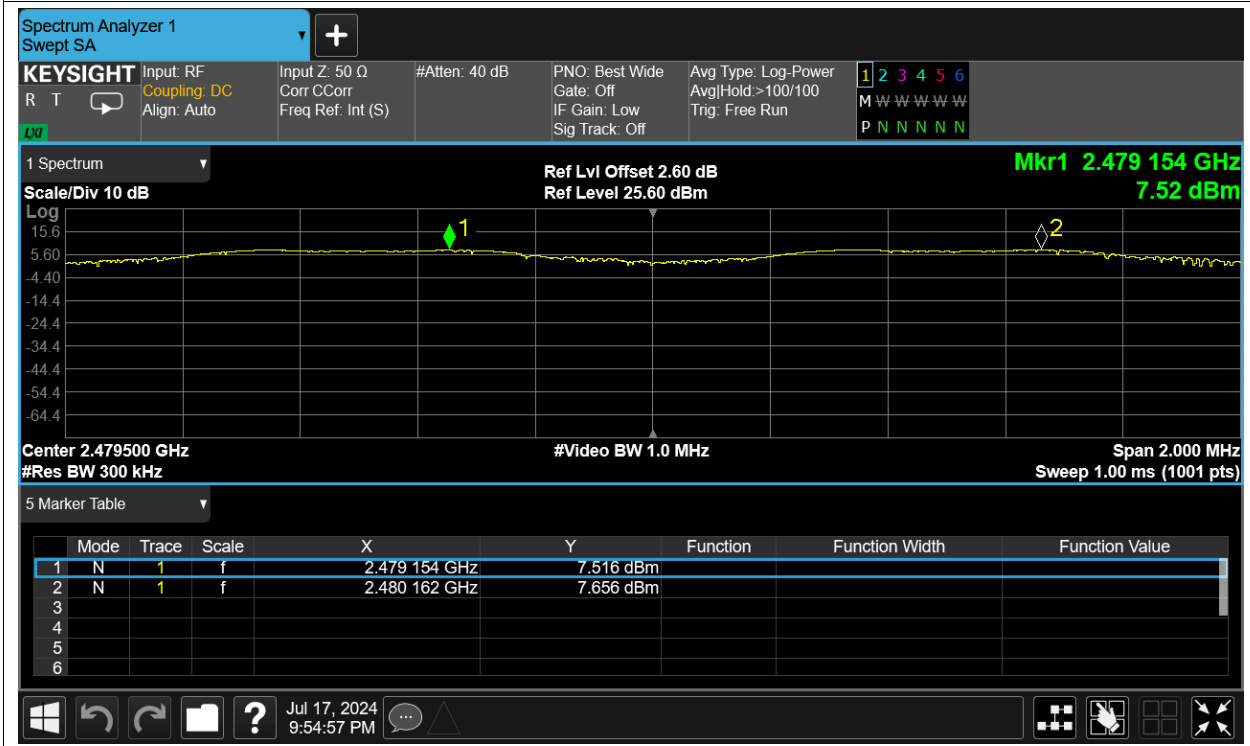 Spectrum Analyzer 1
Swept SA
+
KEYSIGHT Input: RF Input Z: 50 Ω #Atten: 40 dB PNO: Best Wide Avg Type: Log-Power 1 2 3 4 5 6
R T Coupling: DC Corr CCorr Gate: Off Avg|Hold:>100/100 M W W W W W
Align: Auto Freq Ref: Int (S) IF Gain: Low Trig: Free Run
LXI Sig Track: Off P N N N N N
1 Spectrum Ref Lvl Offset 2.60 dB Mkr1 2.479 154 GHz
Scale/Div 10 dB Ref Level 25.60 dBm 7.52 dBm
Log
15.6
5.60
-4.40
-14.4
-24.4
-34.4
-44.4
-54.4
-64.4
1
2
Center 2.479500 GHz #Video BW 1.0 MHz Span 2.000 MHz
#Res BW 300 kHz Sweep 1.00 ms (1001 pts)
5 Marker Table
Mode Trace Scale X Y Function Function Width Function Value
1 N 1 f 2.479 154 GHz 7.516 dBm
2 N 1 f 2.480 162 GHz 7.656 dBm
3
4
5
6
? Jul 17, 2024
9:54:57 PM